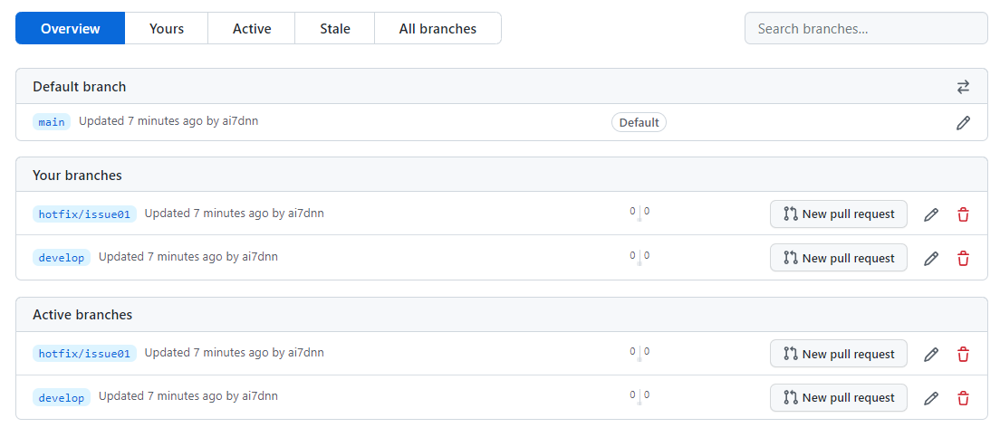 Overview Yours Active Stale All branches Search branches...
Default branch
main Updated 7 minutes ago by ai7dnn Default
Your branches
hotfix/issue01 Updated 7 minutes ago by ai7dnn 0 0 New pull request
develop Updated 7 minutes ago by ai7dnn 0 0 New pull request
Active branches
hotfix/issue01 Updated 7 minutes ago by ai7dnn 0 0 New pull request
develop Updated 7 minutes ago by ai7dnn 0 0 New pull request